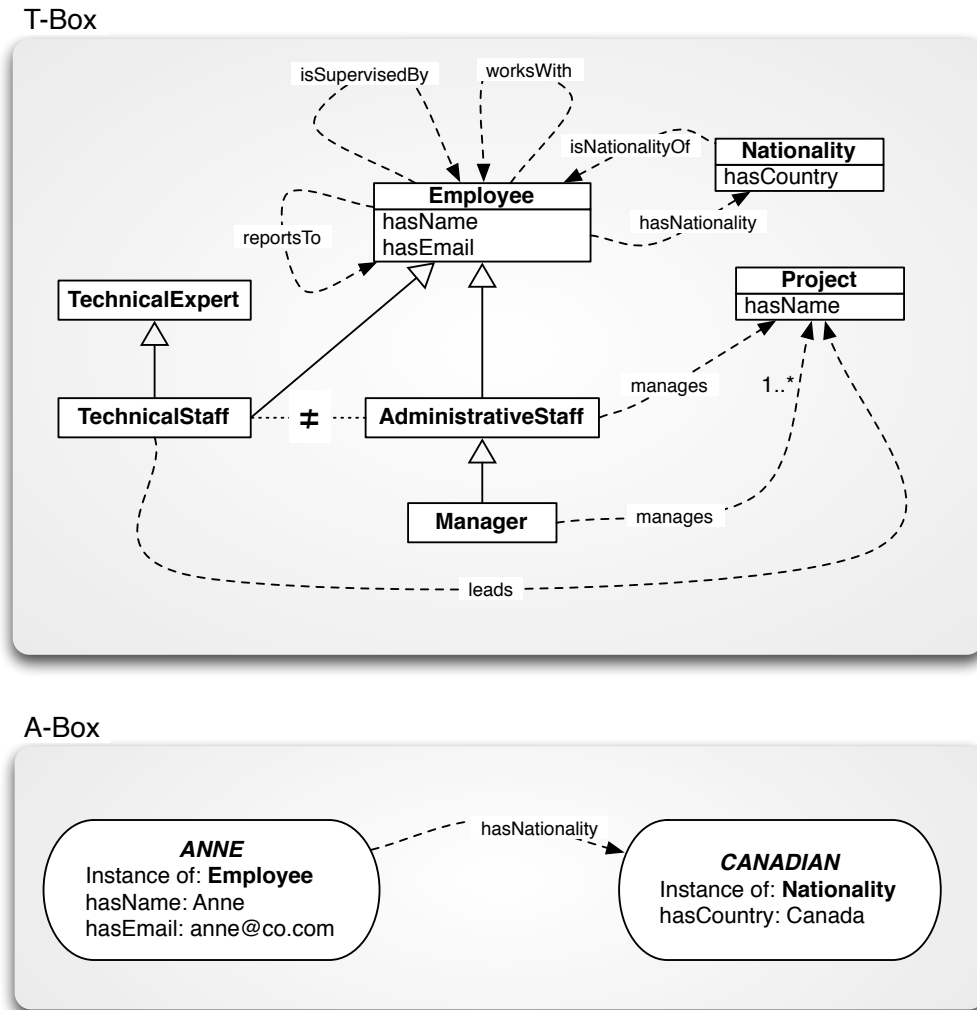 T-Box
isSupervisedBy
worksWith
isNationalityOf
Nationality
hasCountry
Employee
hasName
hasEmail
hasNationality
reportsTo
TechnicalExpert
Project
hasName
manages
1..*
TechnicalStaff
≠
AdministrativeStaff
Manager
manages
leads
A-Box
hasNationality
ANNE
Instance of: Employee
hasName: Anne
hasEmail: anne@co.com
CANADIAN
Instance of: Nationality
hasCountry: Canada